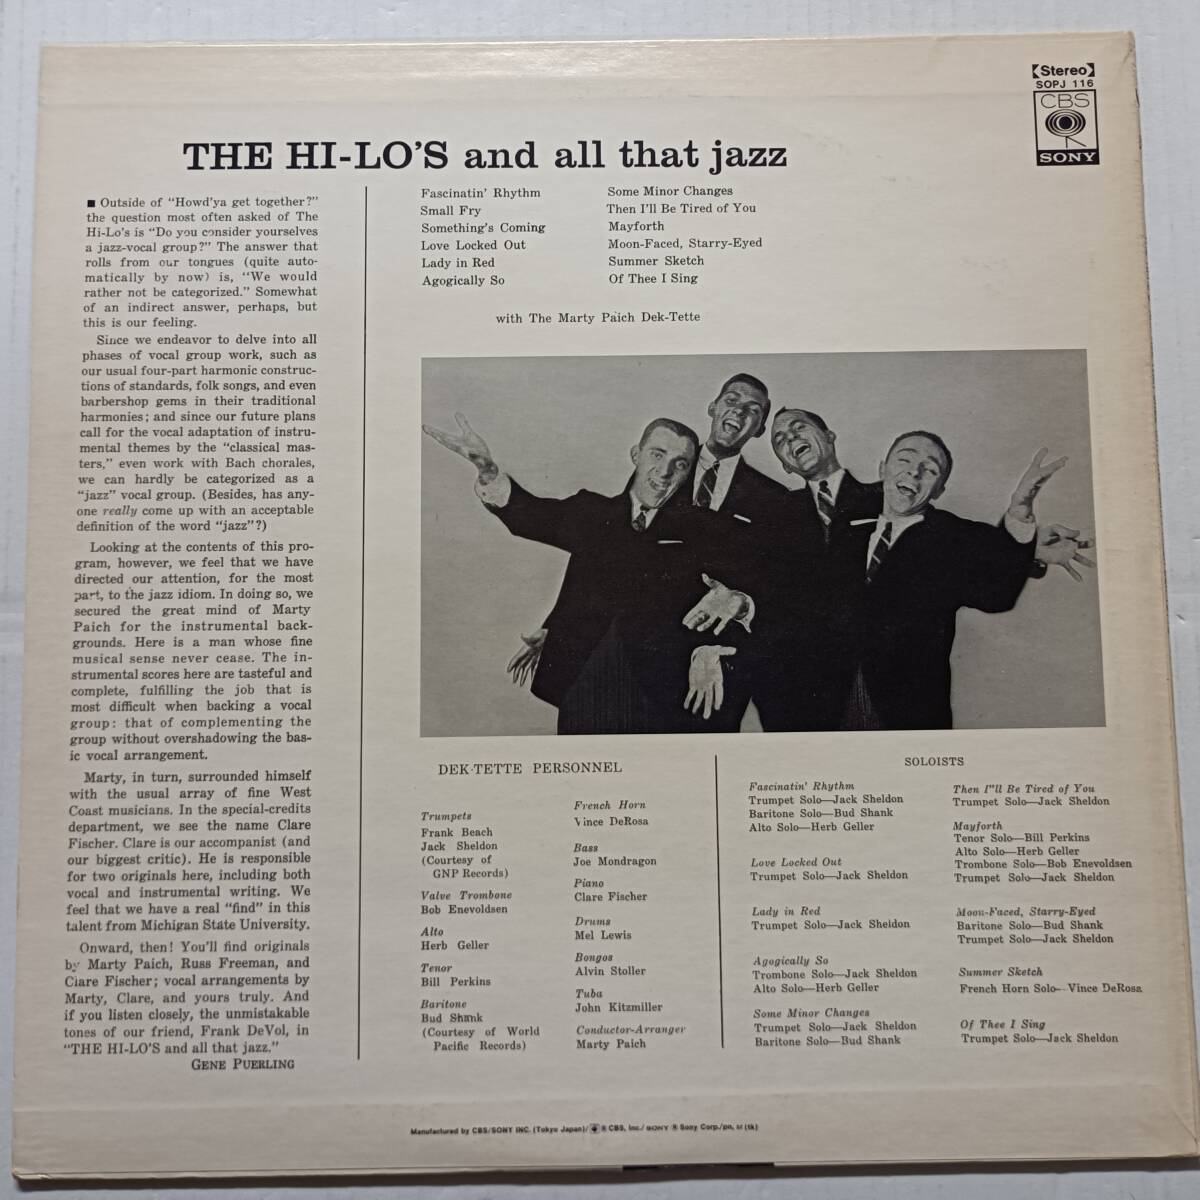 【Stereo】
SOPJ 116
CBS
SONY
THE HI-LO'S and all that jazz
■ Outside of "Howd'ya get together?"
the question most often asked of The
Hi-Lo's is "Do you consider yourselves
a jazz-vocal group?" The answer that
rolls from our tongues (quite auto-
matically by now) is, "We would
rather not be categorized." Somewhat
of an indirect answer, perhaps, but
this is our feeling.
Since we endeavor to delve into all
phases of vocal group work, such as
our usual four-part harmonic construc-
tions of standards, folk songs, and even
barbershop gems in their traditional
harmonies; and since our future plans
call for the vocal adaptation of instru-
mental themes by the "classical mas-
ters," even work with Bach chorales,
we can hardly be categorized as a
"jazz" vocal group. (Besides, has any-
one really come up with an acceptable
definition of the word "jazz"?)
Looking at the contents of this pro-
gram, however, we feel that we have
directed our attention, for the most
part, to the jazz idiom. In doing so, we
secured the great mind of Marty
Paich for the instrumental back-
grounds. Here is a man whose fine
musical sense never cease. The in-
strumental scores here are tasteful and
complete, fulfilling the job that is
most difficult when backing a vocal
group: that of complementing the
group without overshadowing the bas-
ic vocal arrangement.
Marty, in turn, surrounded himself
with the usual array of fine West
Coast musicians. In the special-credits
department, we see the name Clare
Fischer. Clare is our accompanist (and
our biggest critic). He is responsible
for two originals here, including both
vocal and instrumental writing. We
feel that we have a real "find" in this
talent from Michigan State University.
Onward, then! You'll find originals
by Marty Paich, Russ Freeman, and
Clare Fischer; vocal arrangements by
Marty, Clare, and yours truly. And
if you listen closely, the unmistakable
tones of our friend, Frank DeVol, in
"THE HI-LO'S and all that jazz."
GENE PUERLING
Fascinatin' Rhythm
Small Fry
Something's Coming
Love Locked Out
Lady in Red
Agogically So
Some Minor Changes
Then I'll Be Tired of You
Mayforth
Moon-Faced, Starry-Eyed
Summer Sketch
Of Thee I Sing
with The Marty Paich Dek-Tette
DEK-TETTE PERSONNEL
Trumpets
Frank Beach
Jack Sheldon
(Courtesy of
GNP Records)
Valve Trombone
Bob Enevoldsen
Alto
Herb Geller
Tenor
Bill Perkins
Baritone
Bud Shank
(Courtesy of World
Pacific Records)
French Horn
Vince DeRosa
Bass
Joe Mondragon
Piano
Clare Fischer
Drums
Mel Lewis
Bongos
Alvin Stoller
Tuba
John Kitzmiller
Conductor-Arranger
Marty Paich
SOLOISTS
Fascinatin' Rhythm
Trumpet Solo—Jack Sheldon
Baritone Solo—Bud Shank
Alto Solo—Herb Geller
Love Locked Out
Trumpet Solo—Jack Sheldon
Lady in Red
Trumpet Solo—Jack Sheldon
Agogically So
Trombone Solo—Jack Sheldon
Alto Solo—Herb Geller
Some Minor Changes
Trumpet Solo—Jack Sheldon
Baritone Solo—Bud Shank
Then I"ll Be Tired of You
Trumpet Solo—Jack Sheldon
Mayforth
Tenor Solo—Bill Perkins
Alto Solo—Herb Geller
Trombone Solo—Bob Enevoldsen
Trumpet Solo—Jack Sheldon
Moon-Faced, Starry-Eyed
Baritone Solo—Bud Shank
Trumpet Solo—Jack Sheldon
Summer Sketch
French Horn Solo—Vince DeRosa
Of Thee I Sing
Trumpet Solo—Jack Sheldon
Manufactured by CBS/SONY INC. (Tokyo Japan)/ ® CBS, Inc./ SONY ® Sony Corp./